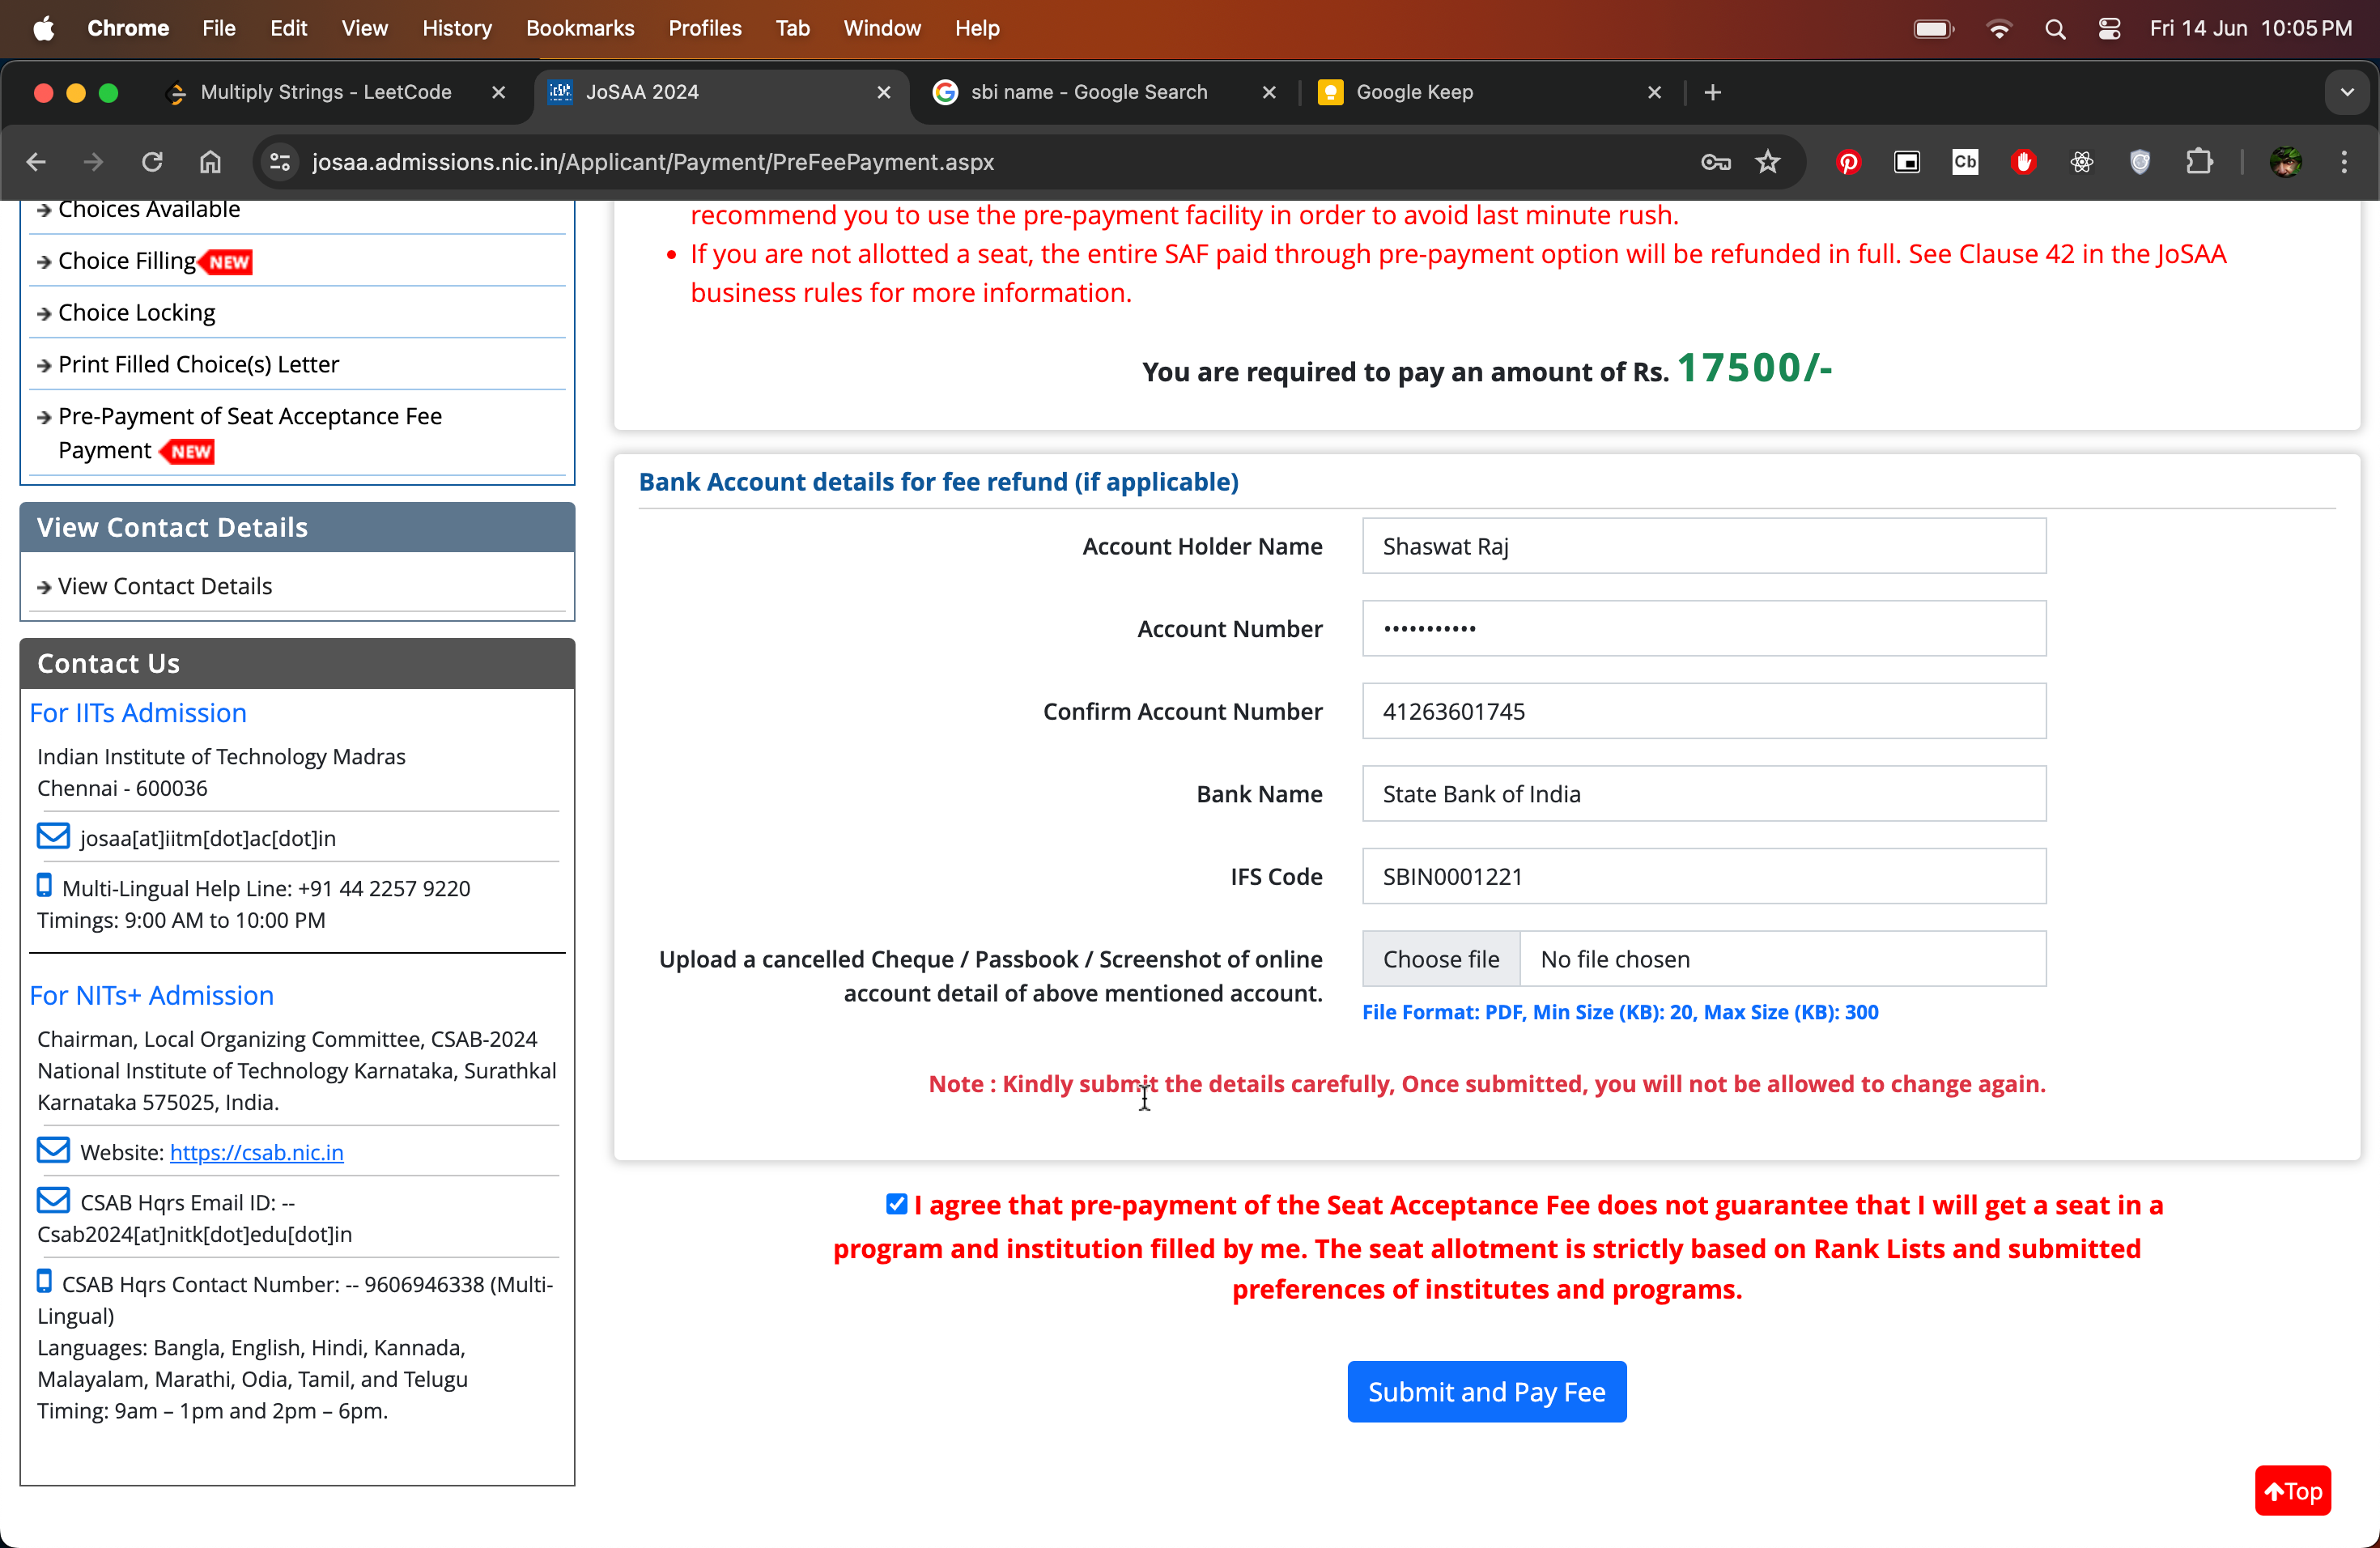 Chrome File Edit View History Bookmarks Profiles Tab Window Help Fri 14 Jun 10:05 PM
Multiply Strings - LeetCode JoSAA 2024 sbi name - Google Search Google Keep
josaa.admissions.nic.in/Applicant/Payment/PreFeePayment.aspx Cb
Choices Available
Choice Filling NEW
Choice Locking
Print Filled Choice(s) Letter
Pre-Payment of Seat Acceptance Fee
Payment NEW
View Contact Details
View Contact Details
Contact Us
For IITs Admission
Indian Institute of Technology Madras
Chennai - 600036
josaa[at]iitm[dot]ac[dot]in
Multi-Lingual Help Line: +91 44 2257 9220
Timings: 9:00 AM to 10:00 PM
For NITs+ Admission
Chairman, Local Organizing Committee, CSAB-2024
National Institute of Technology Karnataka, Surathkal
Karnataka 575025, India.
Website: https://csab.nic.in
CSAB Hqrs Email ID: --
Csab2024[at]nitk[dot]edu[dot]in
CSAB Hqrs Contact Number: -- 9606946338 (Multi-
Lingual)
Languages: Bangla, English, Hindi, Kannada,
Malayalam, Marathi, Odia, Tamil, and Telugu
Timing: 9am – 1pm and 2pm – 6pm.
recommend you to use the pre-payment facility in order to avoid last minute rush.
• If you are not allotted a seat, the entire SAF paid through pre-payment option will be refunded in full. See Clause 42 in the JoSAA
business rules for more information.
You are required to pay an amount of Rs. 17500/-
Bank Account details for fee refund (if applicable)
Account Holder Name Shaswat Raj
Account Number •••••••••••
Confirm Account Number 41263601745
Bank Name State Bank of India
IFS Code SBIN0001221
Upload a cancelled Cheque / Passbook / Screenshot of online Choose file No file chosen
account detail of above mentioned account.
File Format: PDF, Min Size (KB): 20, Max Size (KB): 300
Note : Kindly submit the details carefully, Once submitted, you will not be allowed to change again.
I agree that pre-payment of the Seat Acceptance Fee does not guarantee that I will get a seat in a
program and institution filled by me. The seat allotment is strictly based on Rank Lists and submitted
preferences of institutes and programs.
Submit and Pay Fee
Top